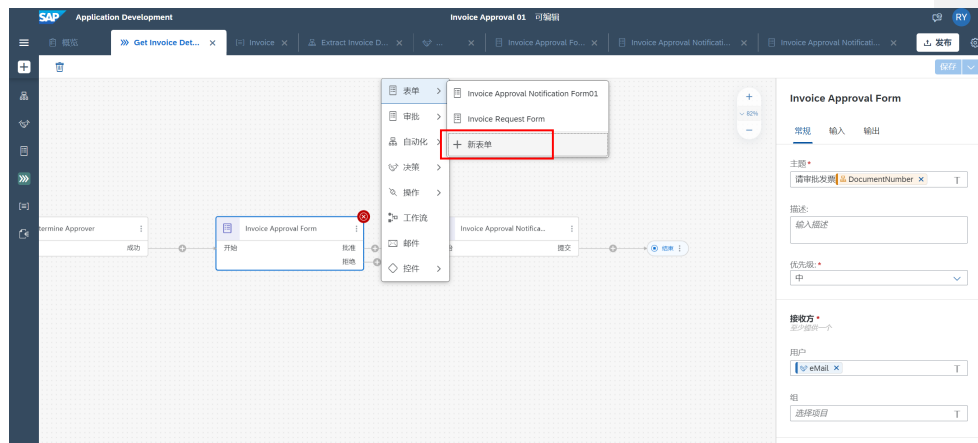 SAP Application Development Invoice Approval 01 可编辑 RY
概览 Get Invoice Det... × Invoice × Extract Invoice D... × ... × Invoice Approval Fo... × Invoice Approval Notificati... × Invoice Approval Notificati... × 发布
保存
表单
审批
自动化
决策
操作
工作流
邮件
控件
Invoice Approval Notification Form01
Invoice Request Form
新表单
82%
termine Approver
成功
Invoice Approval Form
开始
批准
拒绝
Invoice Approval Notifica...
提交
结束
Invoice Approval Form
常规 输入 输出
主题*
请审批发票 DocumentNumber ×
描述:
输入描述
优先级:*
中
接收方 *
至少提供一个
用户
eMail ×
组
选择项目